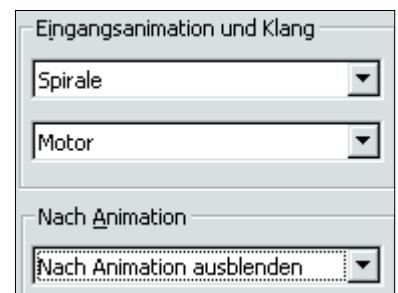 Eingangsanimation und Klang
Spirale
Motor
Nach Animation
Nach Animation ausblenden